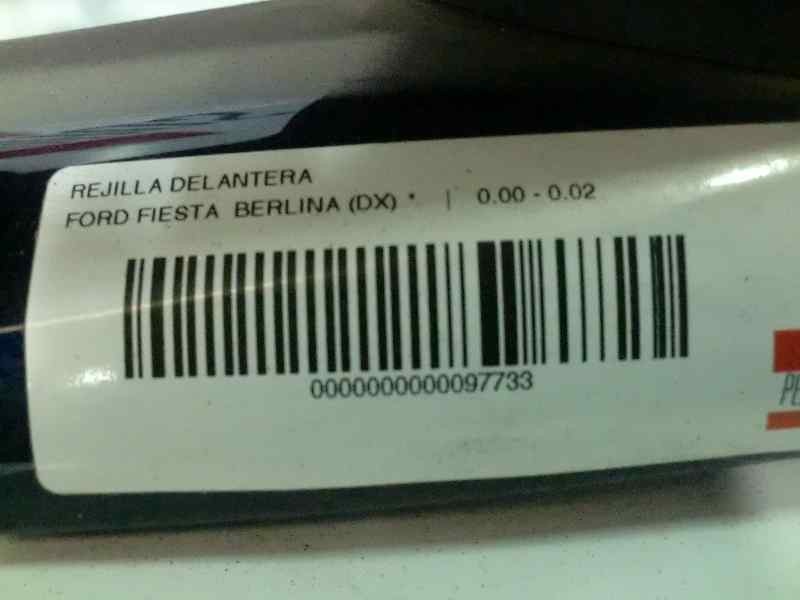 REJILLA DELANTERA
FORD FIESTA BERLINA (DX) * | 0.00 - 0.02
0000000000097733